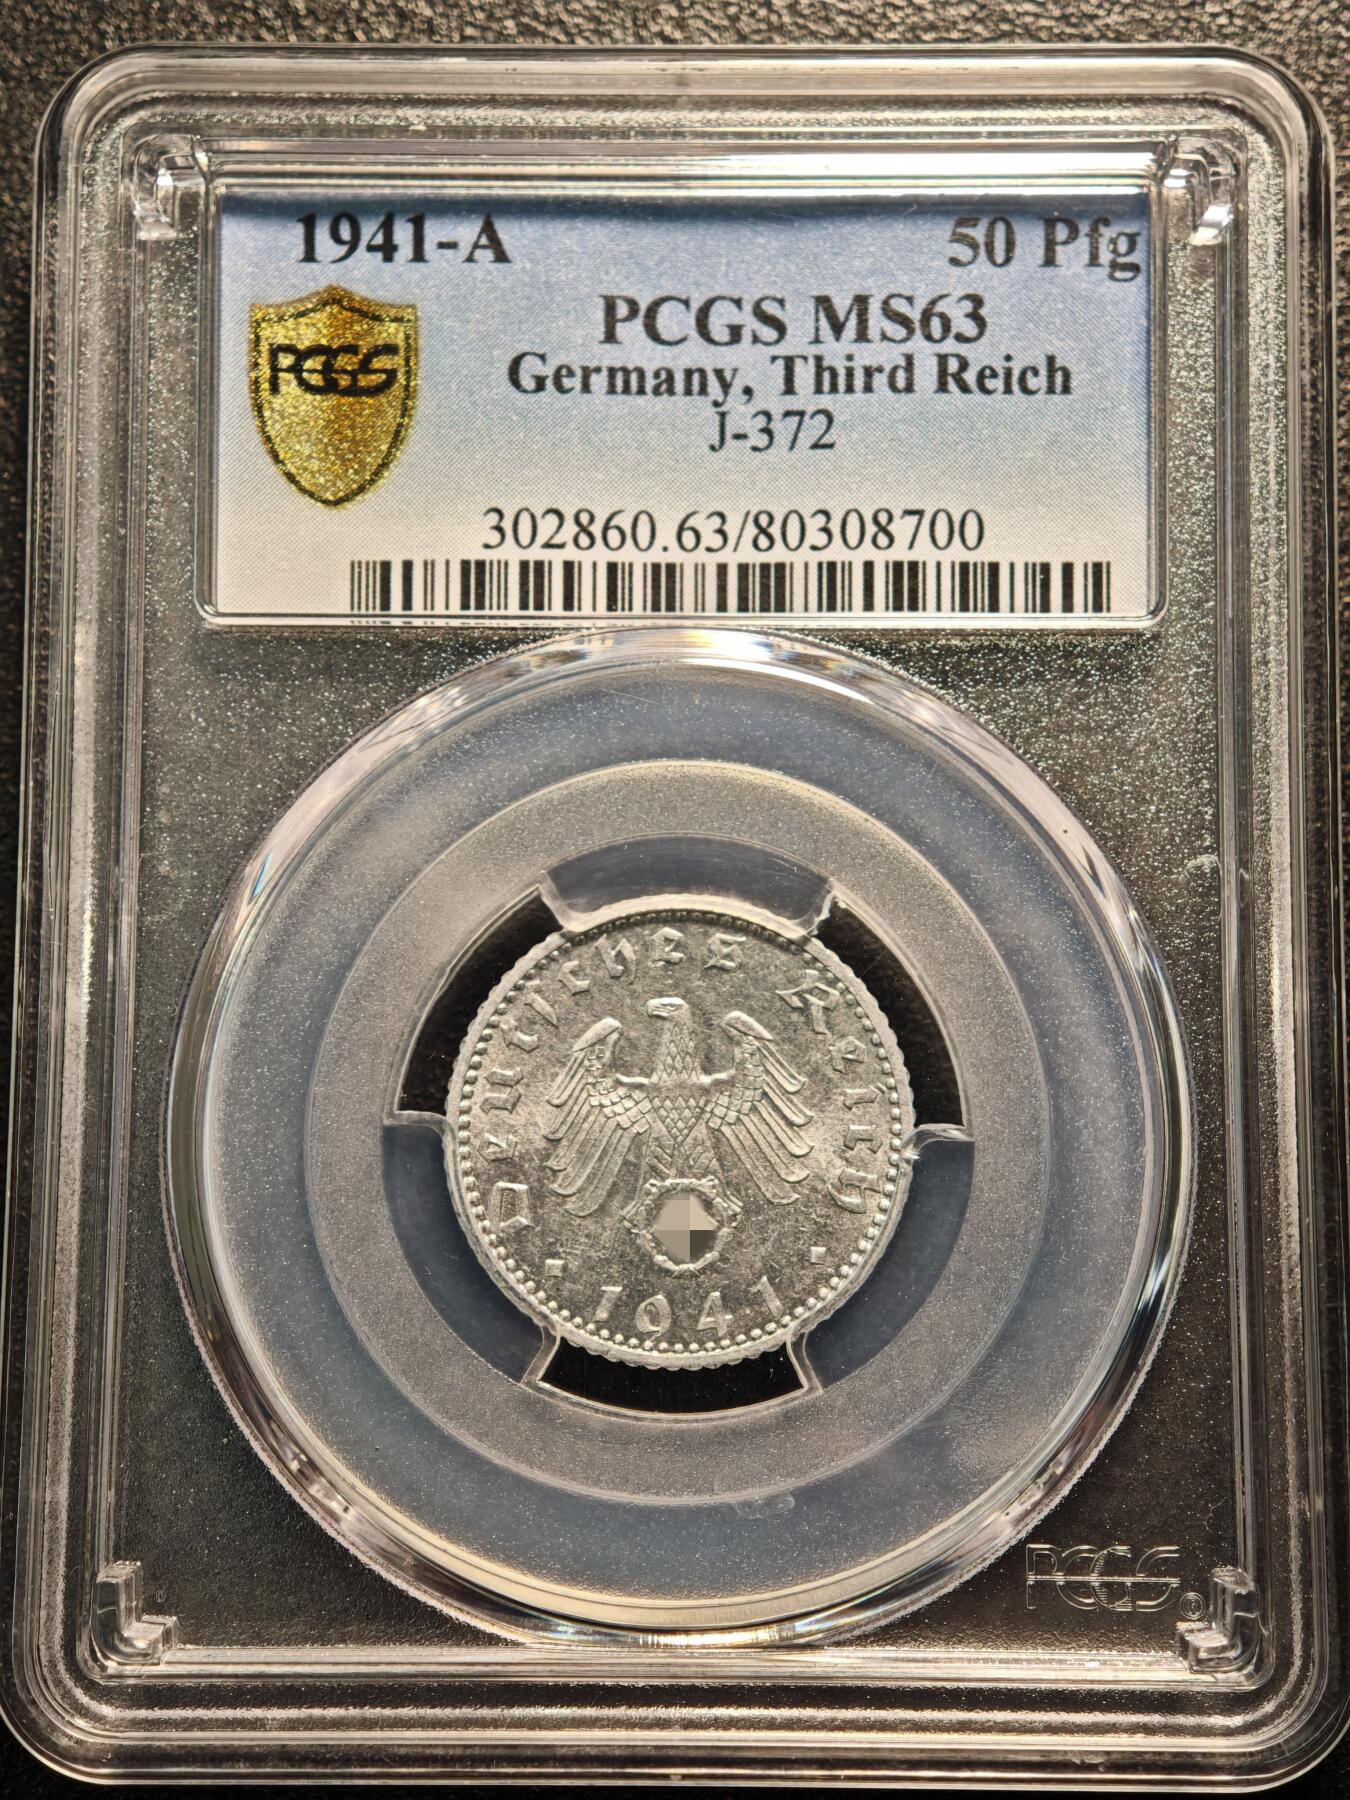 1941-A 50 Pfg
PCGS MS63
PCGS
Germany, Third Reich
J-372
302860.63/80308700
Deutsches Reich
1941
PCGS ®